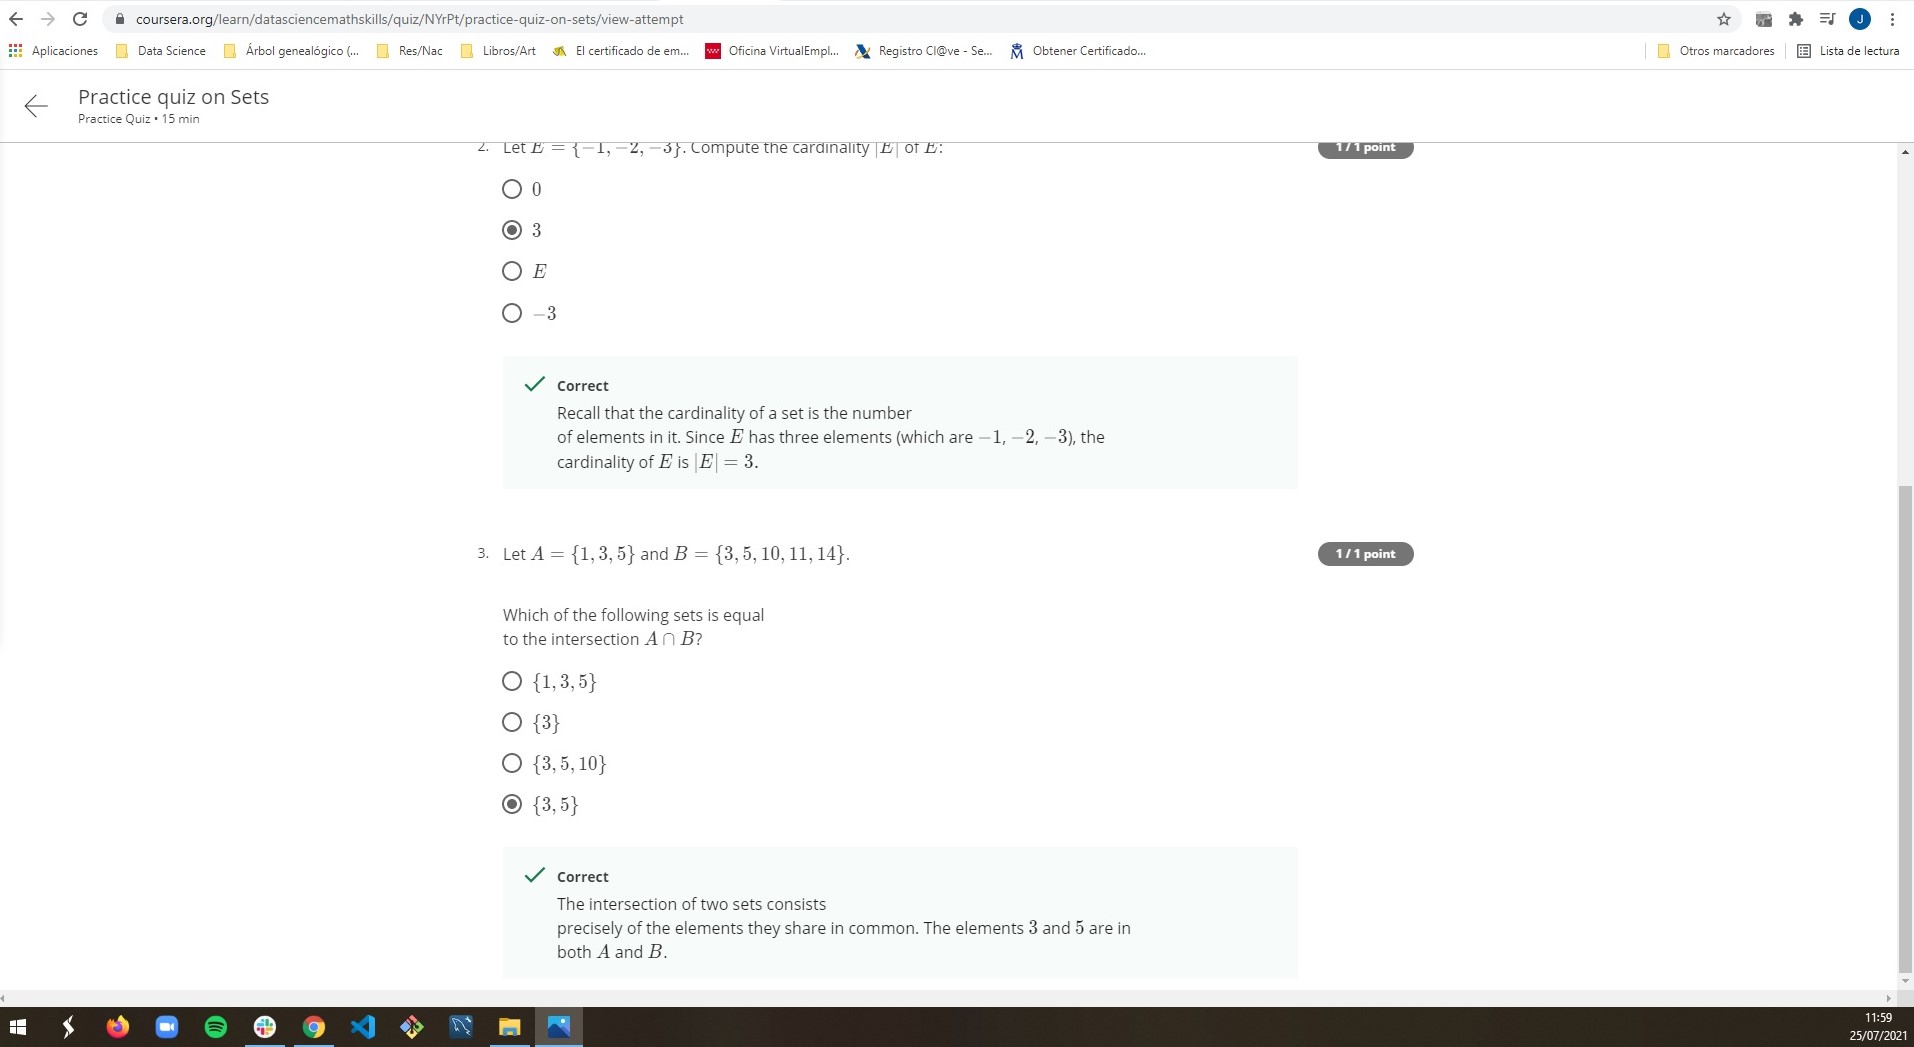 coursera.org/learn/datasciencemathskills/quiz/NYrPt/practice-quiz-on-sets/view-attempt
J
Aplicaciones Data Science Árbol genealógico (... Res/Nac Libros/Art El certificado de em... Oficina VirtualEmpl... Registro Cl@ve - Se... Obtener Certificado... Otros marcadores Lista de lectura
Practice quiz on Sets
Practice Quiz • 15 min
2. Let E = {−1, −2, −3}. Compute the cardinality |E| of E: 1 / 1 point
0
3
E
−3
Correct
Recall that the cardinality of a set is the number
of elements in it. Since E has three elements (which are −1, −2, −3), the
cardinality of E is |E| = 3.
3. Let A = {1, 3, 5} and B = {3, 5, 10, 11, 14}. 1 / 1 point
Which of the following sets is equal
to the intersection A ∩ B?
{1, 3, 5}
{3}
{3, 5, 10}
{3, 5}
Correct
The intersection of two sets consists
precisely of the elements they share in common. The elements 3 and 5 are in
both A and B.
11:59
25/07/2021